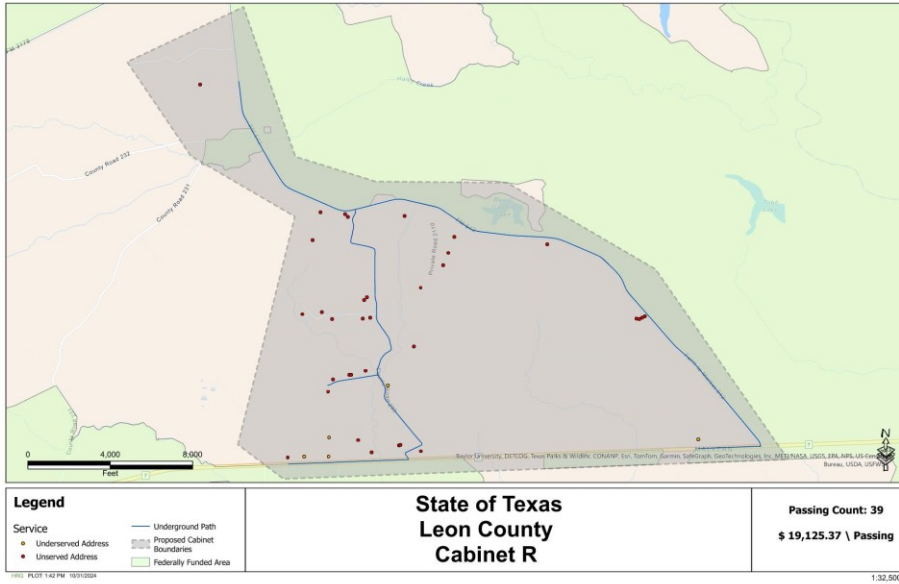 County Road 232
County Road 231
Private Road 2110
0 4,000 8,000
Feet
N
Baylor University, DETCOG, Texas Parks & Wildlife, CONANP, Esri, TomTom, Garmin, SafeGraph, GeoTechnologies, Inc, METI/NASA, USGS, EPA, NPS, US Census
Bureau, USDA, USFWS
Legend
Service
Underserved Address
Unserved Address
Underground Path
Proposed Cabinet
Boundaries
Federally Funded Area
State of Texas
Leon County
Cabinet R
Passing Count: 39
$ 19,125.37 \ Passing
PLOT 1:42 PM 10/31/2024
1:32,500